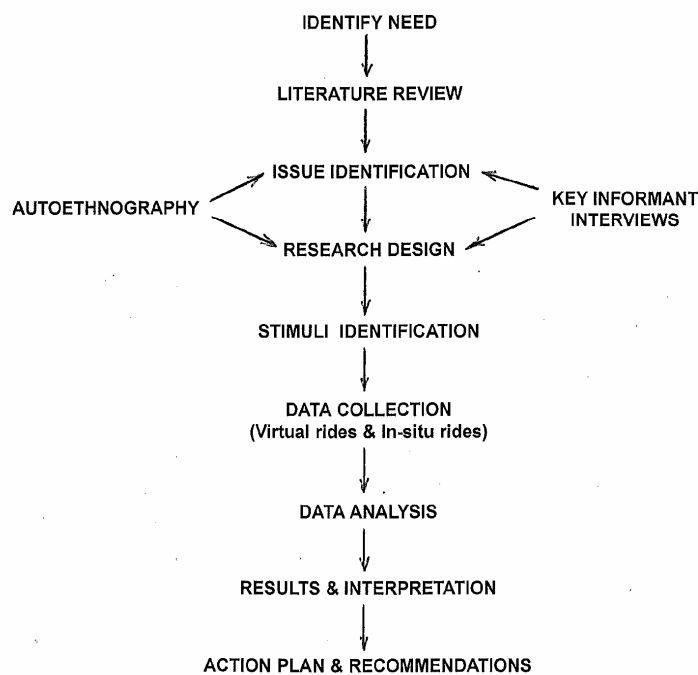 IDENTIFY NEED
LITERATURE REVIEW
ISSUE IDENTIFICATION
AUTOETHNOGRAPHY
KEY INFORMANT
INTERVIEWS
RESEARCH DESIGN
STIMULI IDENTIFICATION
DATA COLLECTION
(Virtual rides & In-situ rides)
DATA ANALYSIS
RESULTS & INTERPRETATION
ACTION PLAN & RECOMMENDATIONS